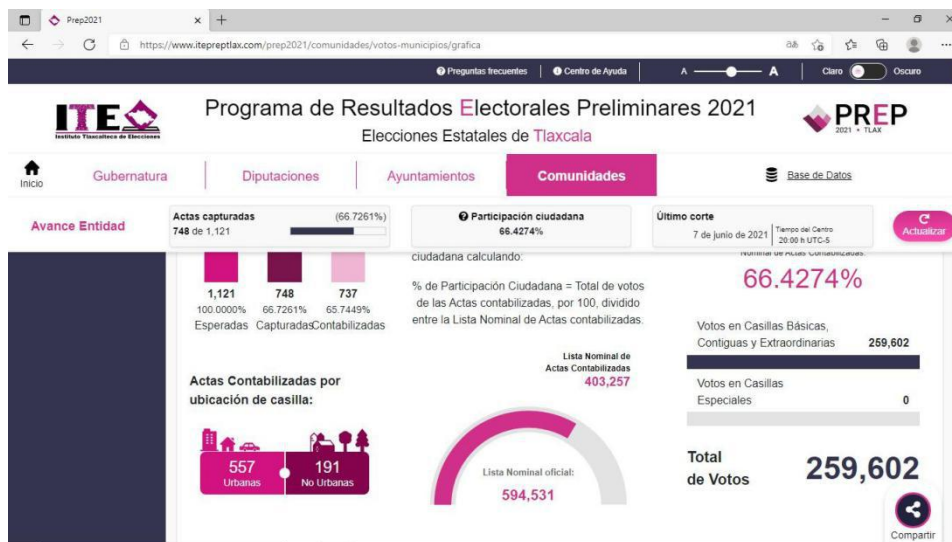 Prep2021
https://www.itepreptlax.com/prep2021/comunidades/votos-municipios/grafica
Preguntas frecuentes
Centro de Ayuda
A
A
Claro
Oscuro
ITE
Instituto Tlaxcalteca de Elecciones
Programa de Resultados Electorales Preliminares 2021
Elecciones Estatales de Tlaxcala
PREP
2021 • TLAX
Inicio
Gubernatura
Diputaciones
Ayuntamientos
Comunidades
Base de Datos
Avance Entidad
Actas capturadas (66.7261%)
748 de 1,121
Participación ciudadana
66.4274%
Último corte
7 de junio de 2021
Tiempo del Centro
20:00 h UTC-5
Actualizar
1,121 748 737
100.0000% 66.7261% 65.7449%
Esperadas Capturadas Contabilizadas
Actas Contabilizadas por
ubicación de casilla:
557
Urbanas
191
No Urbanas
ciudadana calculando:
% de Participación Ciudadana = Total de votos
de las Actas contabilizadas, por 100, dividido
entre la Lista Nominal de Actas contabilizadas.
Lista Nominal de
Actas Contabilizadas
403,257
Lista Nominal oficial:
594,531
Nominal de Actas Contabilizadas:
66.4274%
Votos en Casillas Básicas,
Contiguas y Extraordinarias 259,602
Votos en Casillas
Especiales 0
Total
de Votos
259,602
Compartir